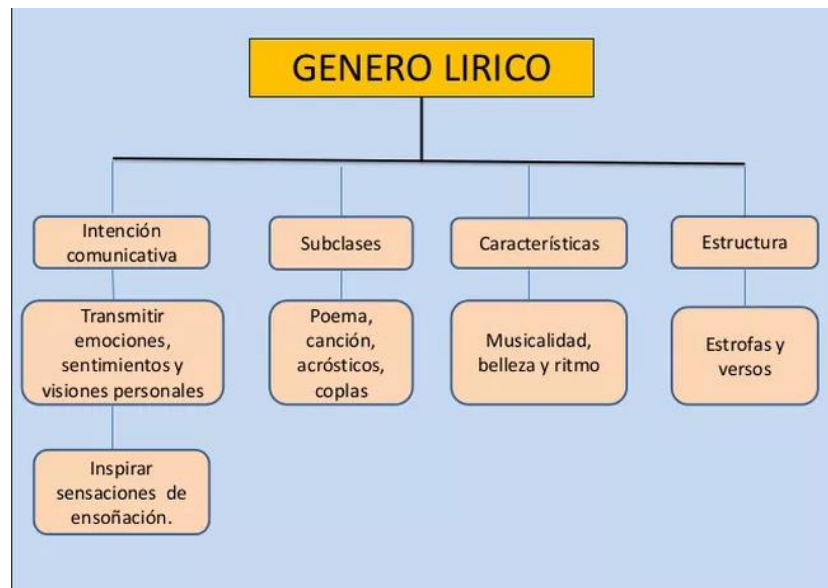 GENERO LIRICO
Intención
comunicativa
Subclases
Características
Estructura
Transmitir
emociones,
sentimientos y
visiones personales
Poema,
canción,
acrósticos,
coplas
Musicalidad,
belleza y ritmo
Estrofas y
versos
Inspirar
sensaciones de
ensoñación.